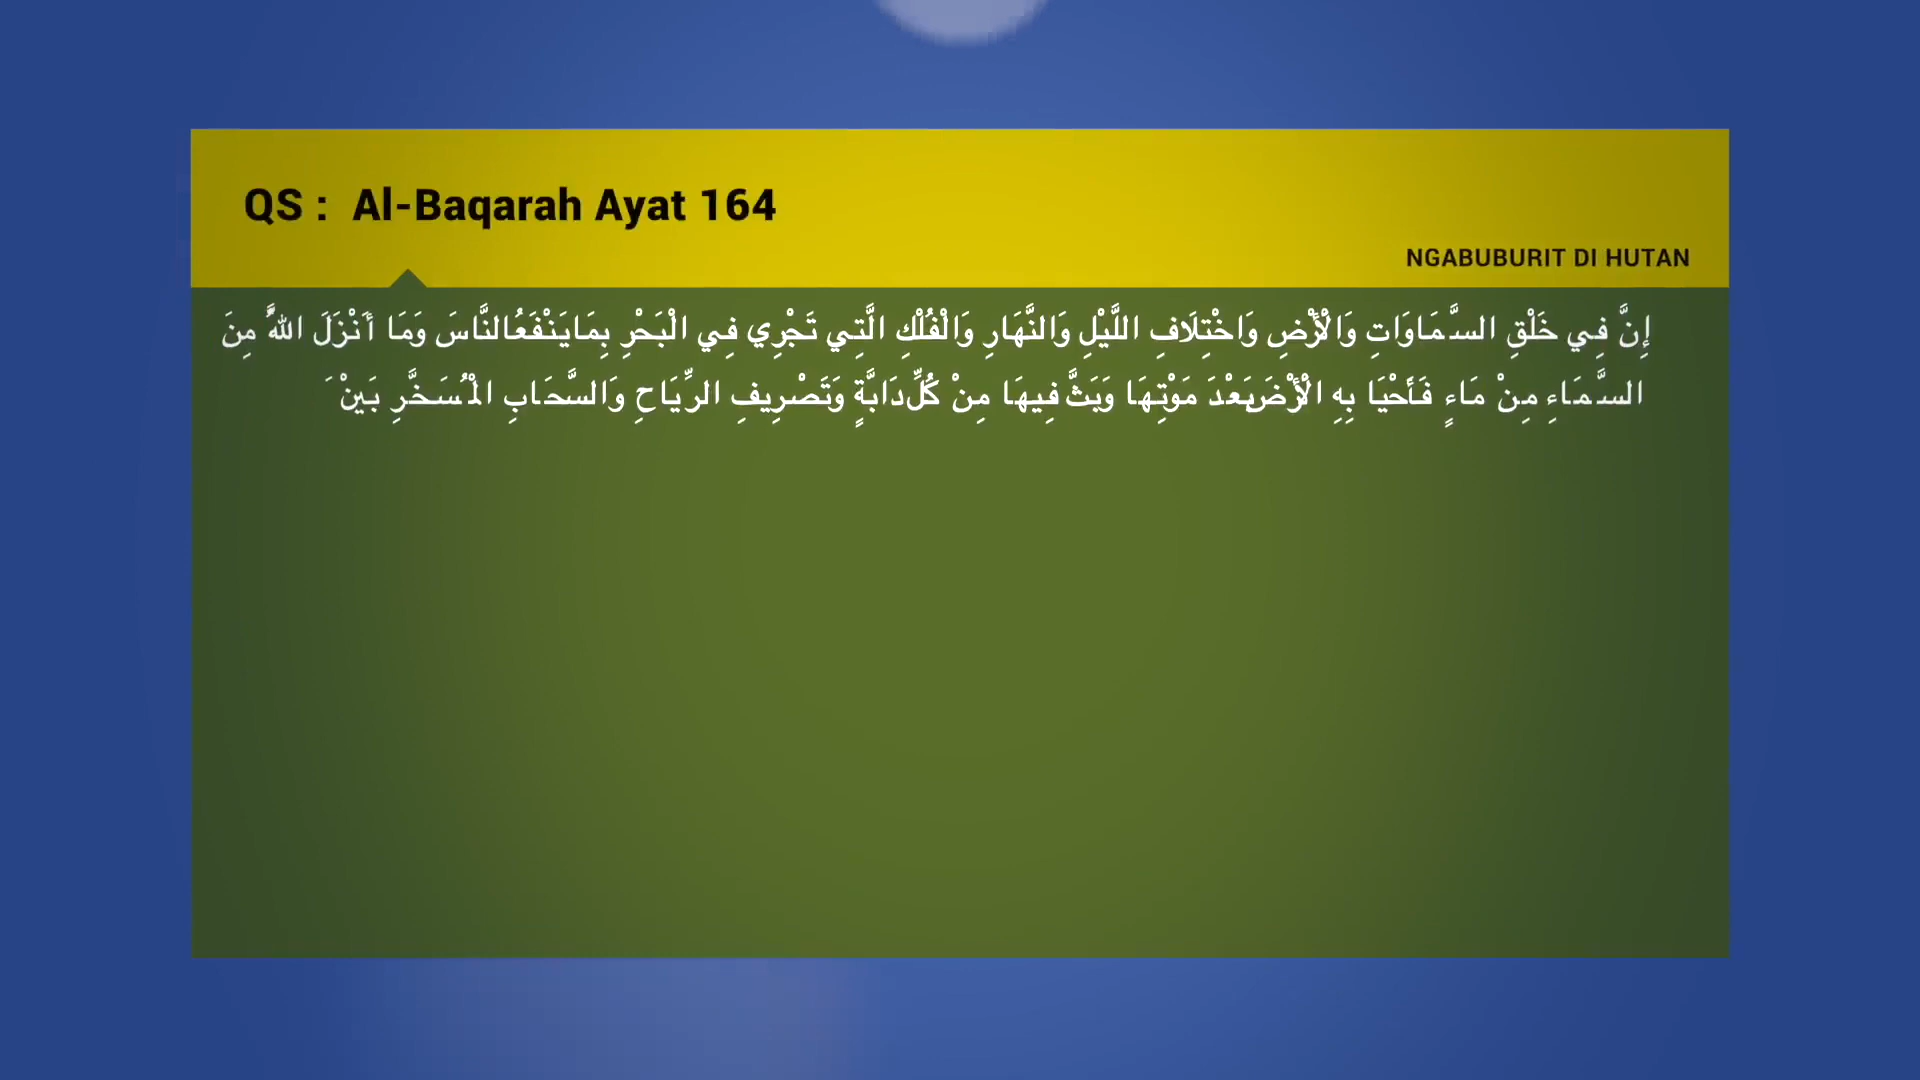 QS : Al-Baqarah Ayat 164
NGABUBURIT DI HUTAN
إِنَّ فِي خَلْقِ السَّمَاوَاتِ وَالْأَرْضِ وَاخْتِلَافِ اللَّيْلِ وَالنَّهَارِ وَالْفُلْكِ الَّتِي تَجْرِي فِي الْبَحْرِ بِمَايَنْفَعُالنَّاسَ وَمَا أَنْزَلَ اللَّهُ مِنَ
السَّمَاءِ مِنْ مَاءٍ فَأَحْيَا بِهِ الْأَرْضَبَعْدَ مَوْتِهَا وَبَثَّ فِيهَا مِنْ كُلِّ دَابَّةٍ وَتَصْرِيفِ الرِّيَاحِ وَالسَّحَابِ الْمُسَخَّرِ بَيْنَ